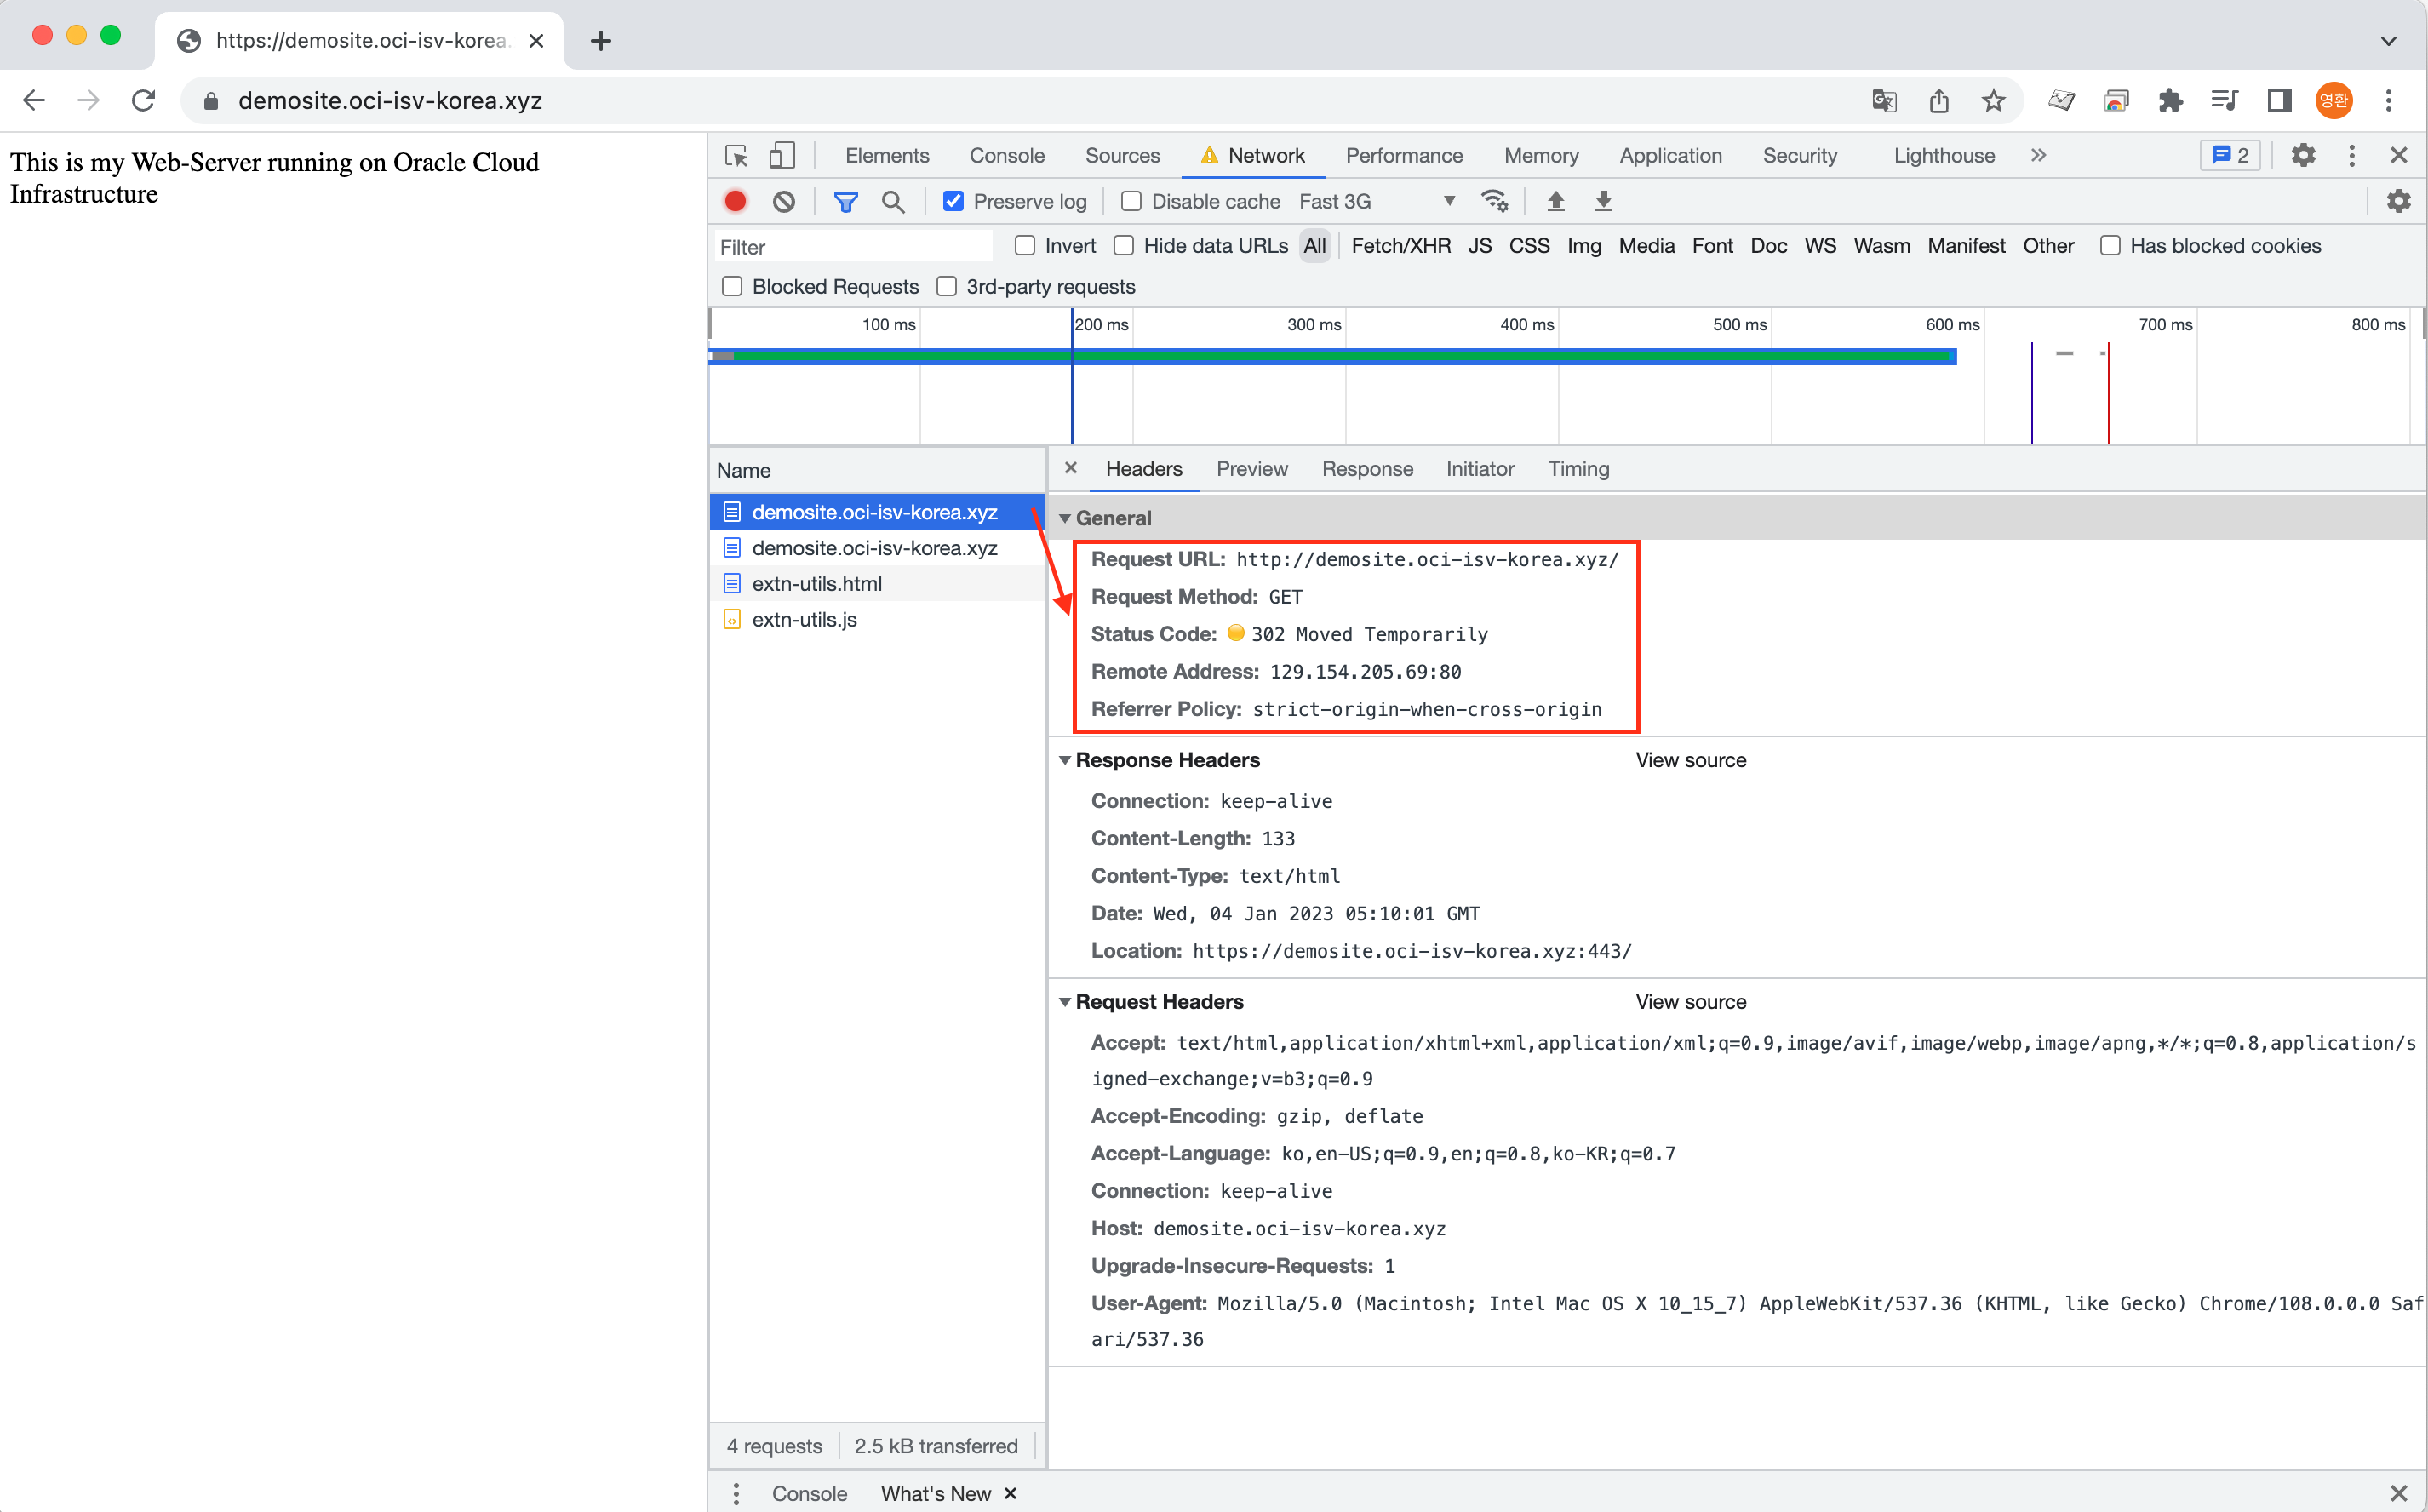 https://demosite.oci-isv-korea.
demosite.oci-isv-korea.xyz
영환
This is my Web-Server running on Oracle Cloud
Infrastructure
Elements Console Sources Network Performance Memory Application Security Lighthouse 2
Preserve log Disable cache Fast 3G
Filter Invert Hide data URLs All Fetch/XHR JS CSS Img Media Font Doc WS Wasm Manifest Other Has blocked cookies
Blocked Requests 3rd-party requests
100 ms 200 ms 300 ms 400 ms 500 ms 600 ms 700 ms 800 ms
Name
demosite.oci-isv-korea.xyz
demosite.oci-isv-korea.xyz
extn-utils.html
extn-utils.js
4 requests 2.5 kB transferred
Headers Preview Response Initiator Timing
General
Request URL: http://demosite.oci-isv-korea.xyz/
Request Method: GET
Status Code: 302 Moved Temporarily
Remote Address: 129.154.205.69:80
Referrer Policy: strict-origin-when-cross-origin
Response Headers View source
Connection: keep-alive
Content-Length: 133
Content-Type: text/html
Date: Wed, 04 Jan 2023 05:10:01 GMT
Location: https://demosite.oci-isv-korea.xyz:443/
Request Headers View source
Accept: text/html,application/xhtml+xml,application/xml;q=0.9,image/avif,image/webp,image/apng,*/*;q=0.8,application/s
igned-exchange;v=b3;q=0.9
Accept-Encoding: gzip, deflate
Accept-Language: ko,en-US;q=0.9,en;q=0.8,ko-KR;q=0.7
Connection: keep-alive
Host: demosite.oci-isv-korea.xyz
Upgrade-Insecure-Requests: 1
User-Agent: Mozilla/5.0 (Macintosh; Intel Mac OS X 10_15_7) AppleWebKit/537.36 (KHTML, like Gecko) Chrome/108.0.0.0 Saf
ari/537.36
Console What's New